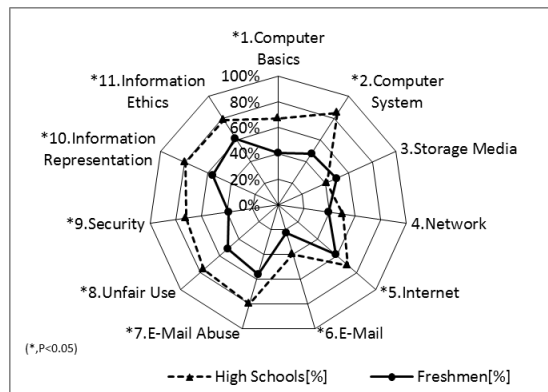 *1.Computer
Basics
*11.Information
Ethics
100%
*2.Computer
System
80%
*10.Information
Representation
60%
3.Storage Media
40%
20%
0%
*9.Security
4.Network
*8.Unfair Use
*5.Internet
*7.E-Mail Abuse
*6.E-Mail
(*,P<0.05)
High Schools[%]
Freshmen[%]